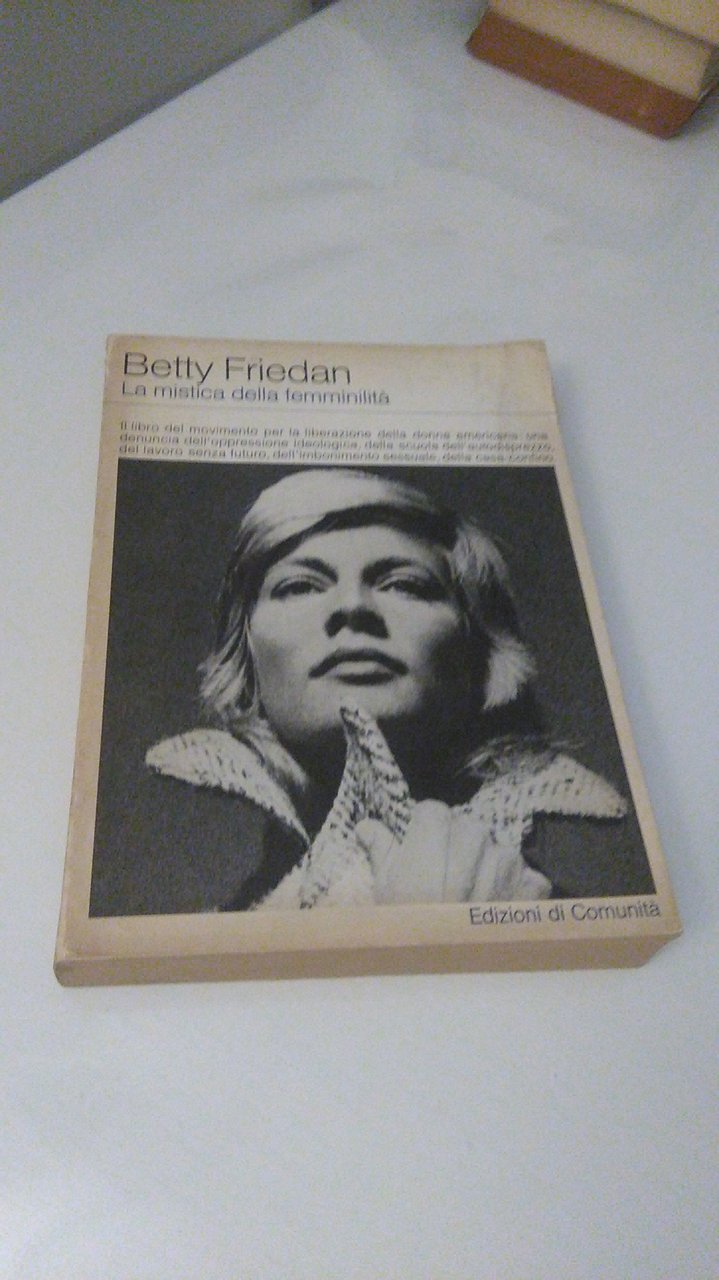 Betty Friedan
La mistica della femminilità
Il libro del movimento per la liberazione della donna americana: una
denuncia dell'oppressione ideologica, della scuola dell'autodisprezzo,
del lavoro senza futuro, dell'imbonimento sessuale, della casa-confino
Edizioni di Comunità